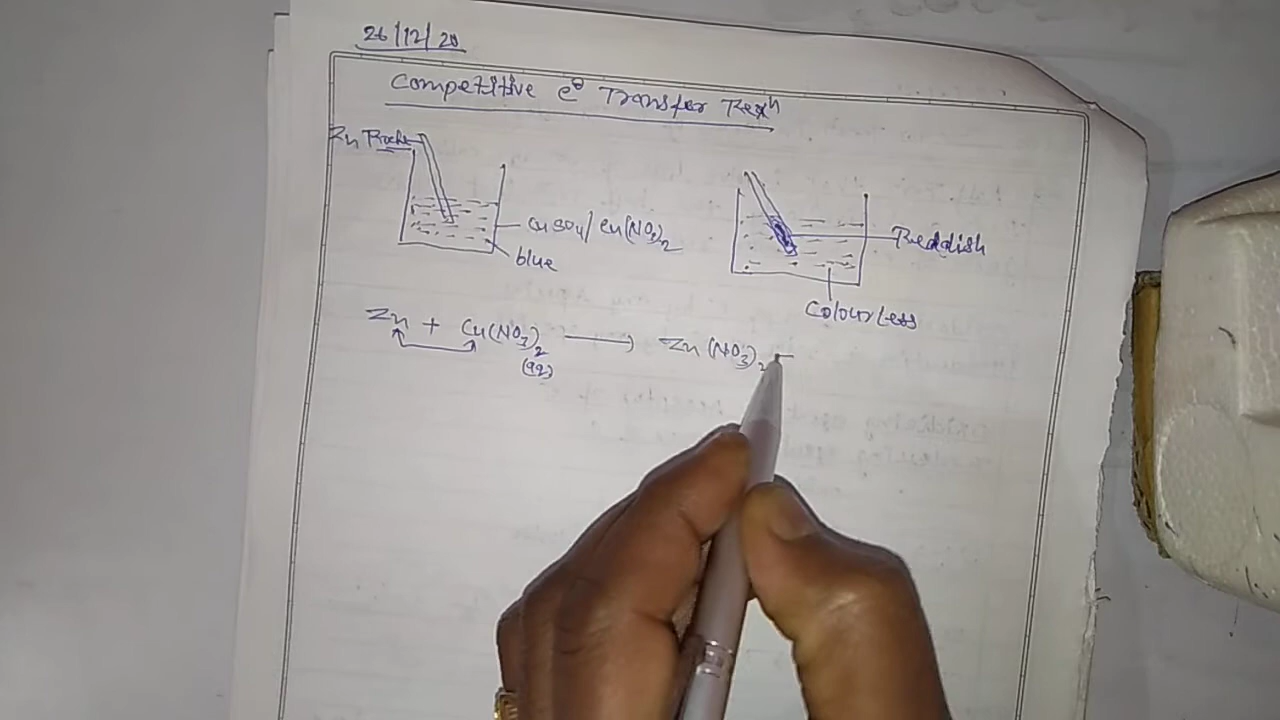 26/12/20
Competitive e⊖ Transfer Rexn
Zn Rode
CuSO4/Cu(NO3)2
blue
Reddish
Colourless
Zn + Cu(NO3)2 (aq) ⟶ Zn(NO3)2